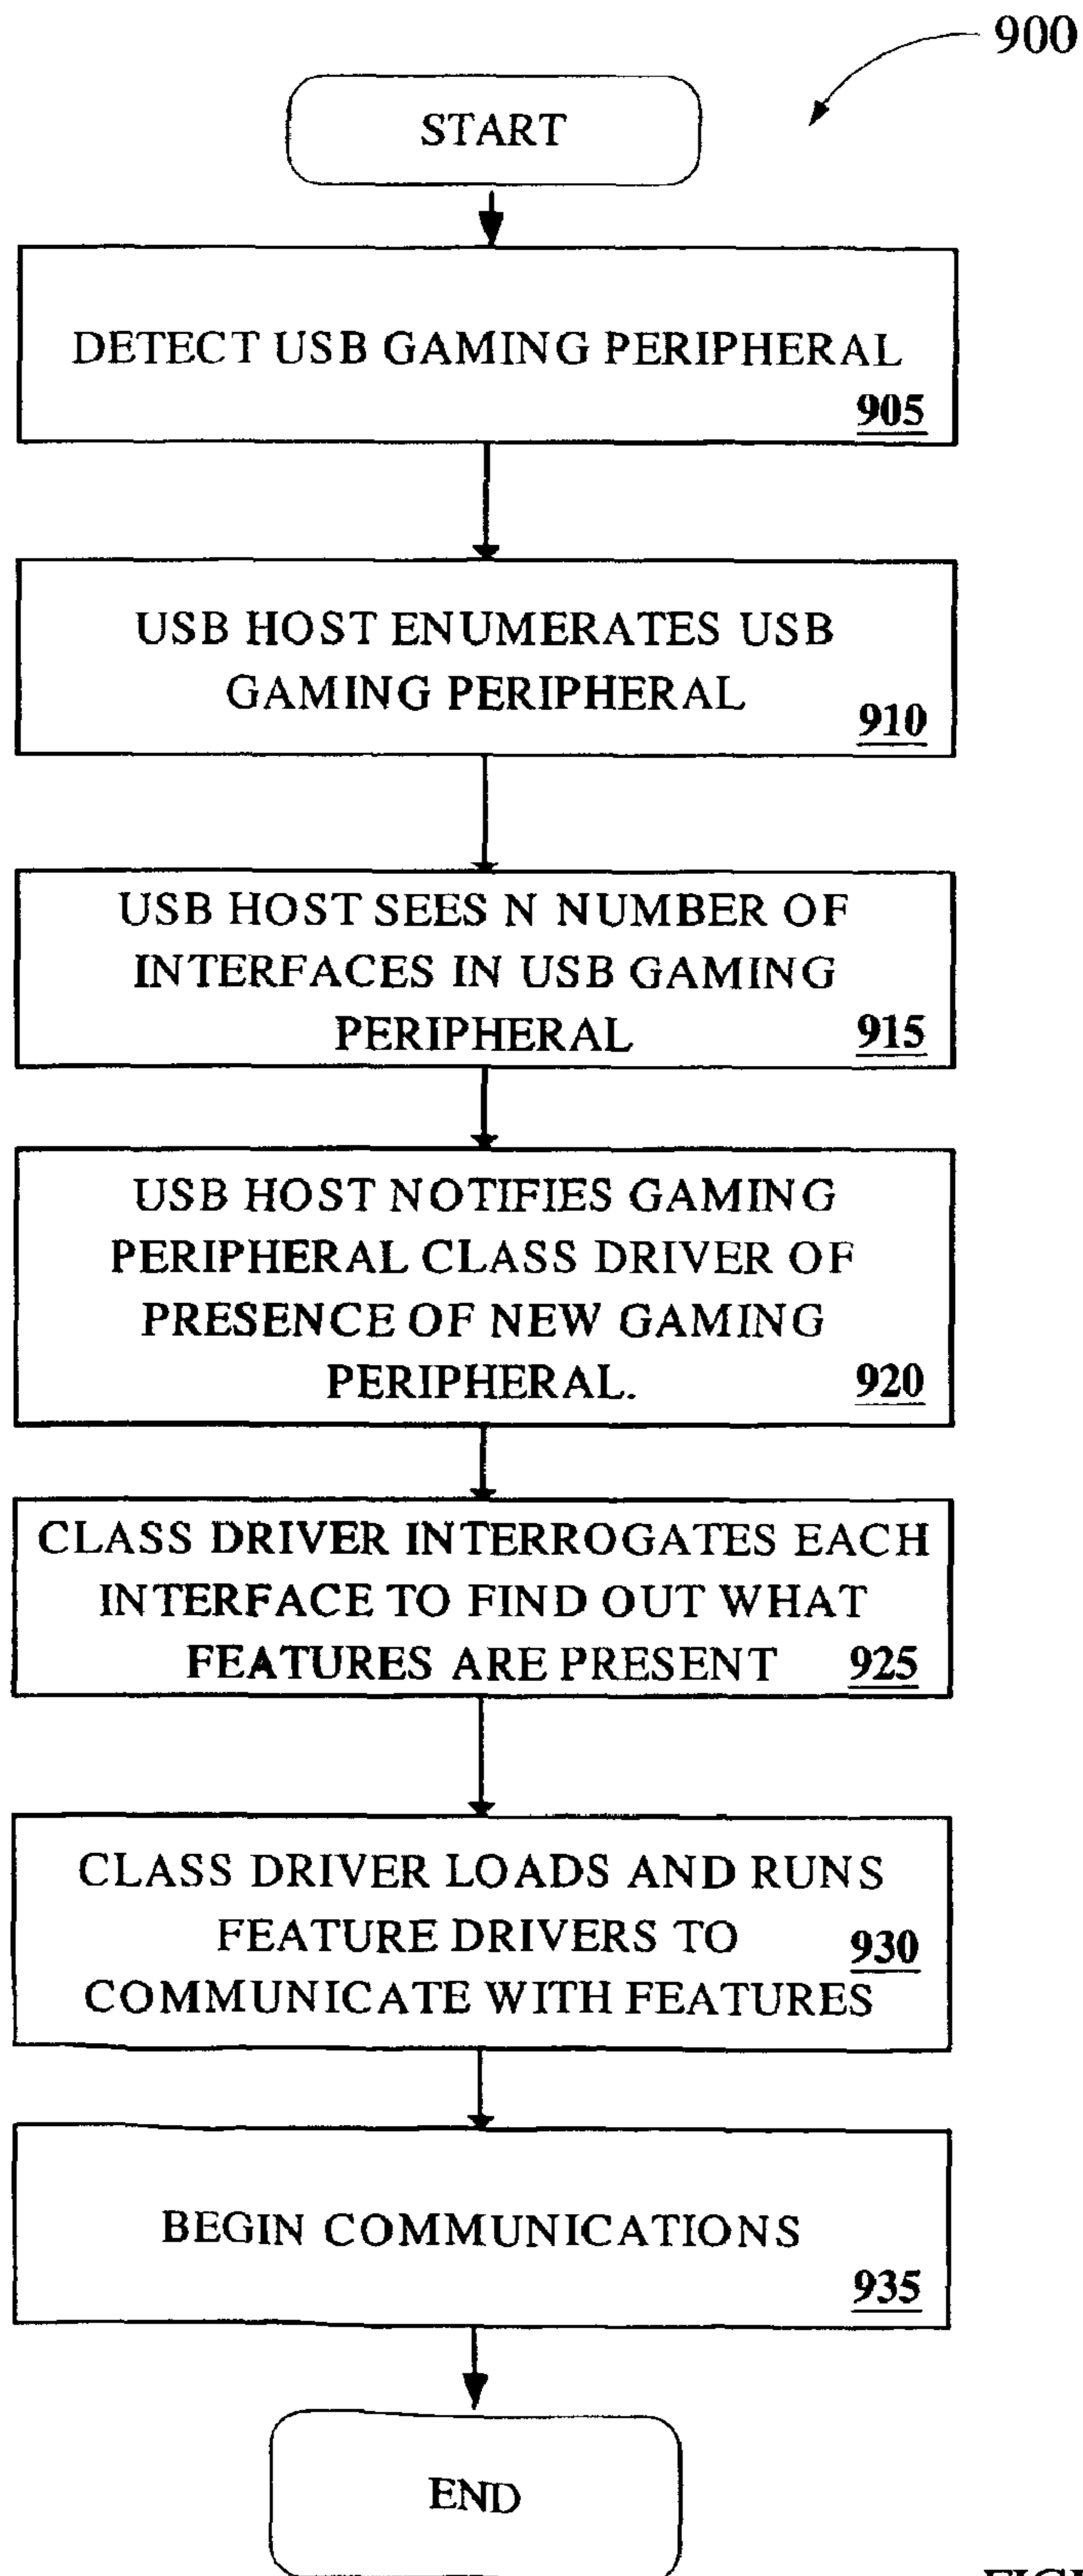 900
START
DETECT USB GAMING PERIPHERAL
905
USB HOST ENUMERATES USB
GAMING PERIPHERAL
910
USB HOST SEES N NUMBER OF
INTERFACES IN USB GAMING
PERIPHERAL
915
USB HOST NOTIFIES GAMING
PERIPHERAL CLASS DRIVER OF
PRESENCE OF NEW GAMING
PERIPHERAL.
920
CLASS DRIVER INTERROGATES EACH
INTERFACE TO FIND OUT WHAT
FEATURES ARE PRESENT
925
CLASS DRIVER LOADS AND RUNS
FEATURE DRIVERS TO
930
COMMUNICATE WITH FEATURES
BEGIN COMMUNICATIONS
935
END